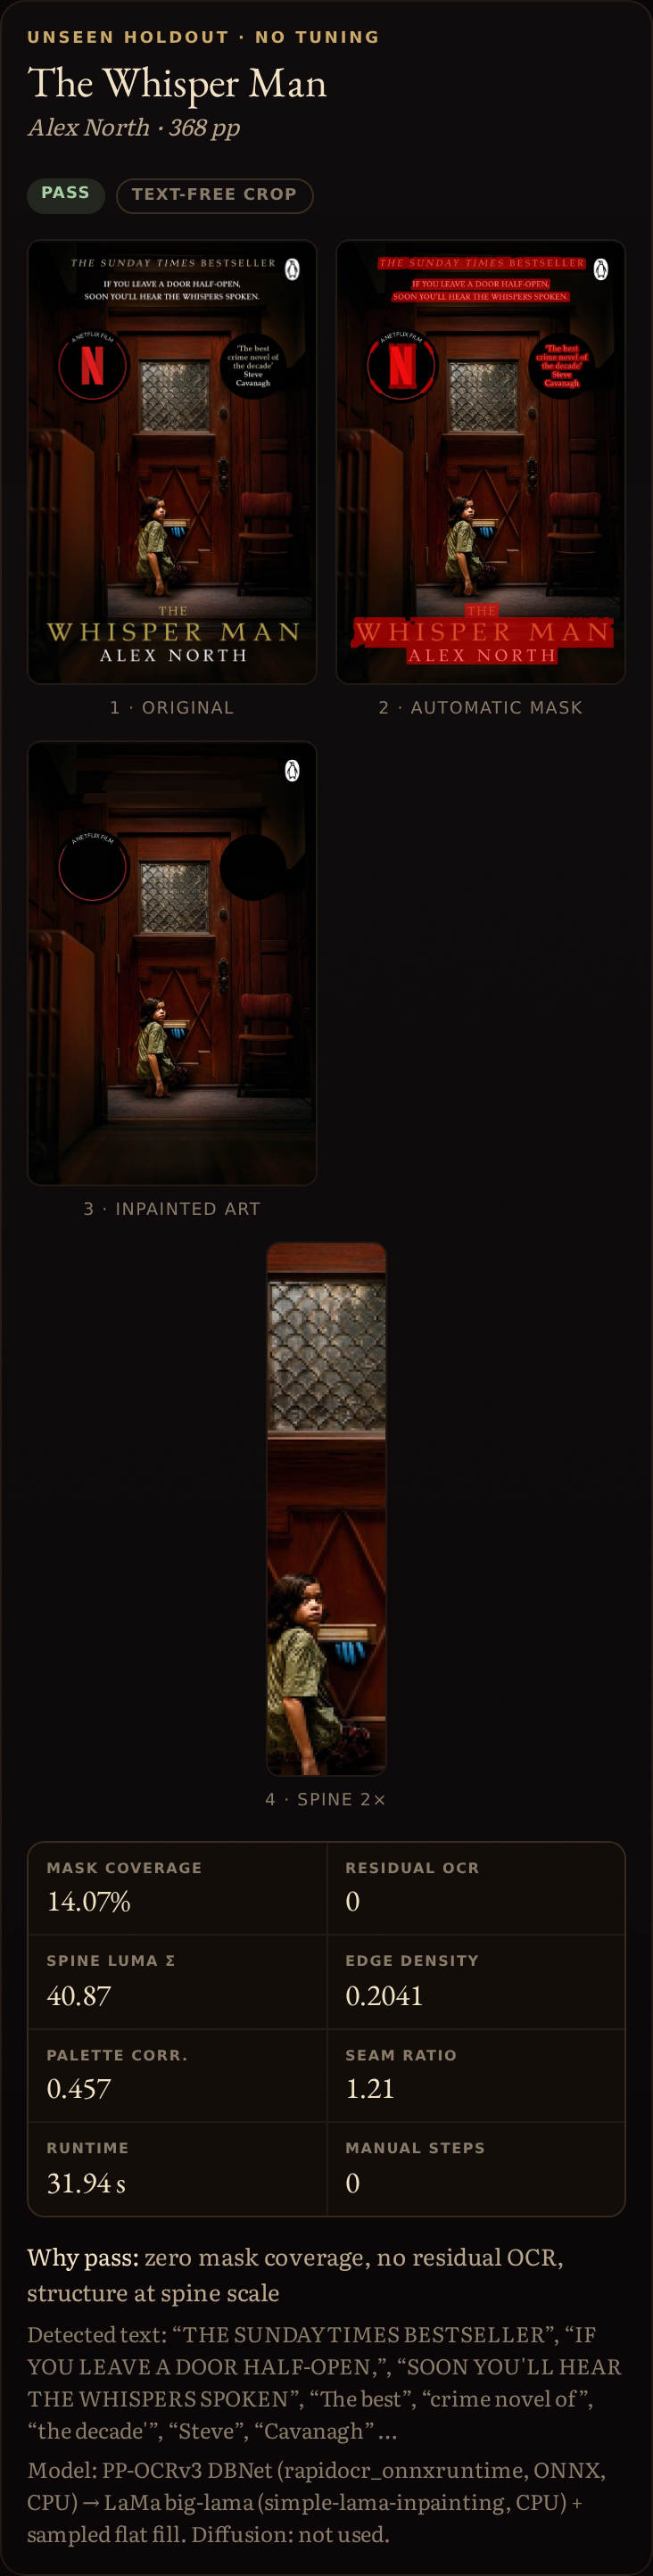 UNSEEN HOLDOUT · NO TUNING
The Whisper Man
Alex North · 368 pp
PASS
TEXT-FREE CROP
THE SUNDAY TIMES BESTSELLER
IF YOU LEAVE A DOOR HALF-OPEN,
SOON YOU'LL HEAR THE WHISPERS SPOKEN.
A NETFLIX FILM
N
'The best
crime novel of
the decade'
Steve
Cavanagh
THE
WHISPER MAN
ALEX NORTH
1 · ORIGINAL
THE SUNDAY TIMES BESTSELLER
IF YOU LEAVE A DOOR HALF-OPEN,
SOON YOU'LL HEAR THE WHISPERS SPOKEN.
A NETFLIX FILM
N
'The best
crime novel of
the decade'
Steve
Cavanagh
THE
WHISPER MAN
ALEX NORTH
2 · AUTOMATIC MASK
A NETFLIX FILM
3 · INPAINTED ART
4 · SPINE 2×
MASK COVERAGE
14.07%
RESIDUAL OCR
0
SPINE LUMA Σ
40.87
EDGE DENSITY
0.2041
PALETTE CORR.
0.457
SEAM RATIO
1.21
RUNTIME
31.94 s
MANUAL STEPS
0
Why pass: zero mask coverage, no residual OCR,
structure at spine scale
Detected text: “THE SUNDAYTIMES BESTSELLER”, “IF
YOU LEAVE A DOOR HALF-OPEN,”, “SOON YOU'LL HEAR
THE WHISPERS SPOKEN”, “The best”, “crime novel of”,
“the decade'”, “Steve”, “Cavanagh” …
Model: PP-OCRv3 DBNet (rapidocr_onnxruntime, ONNX,
CPU) → LaMa big-lama (simple-lama-inpainting, CPU) +
sampled flat fill. Diffusion: not used.